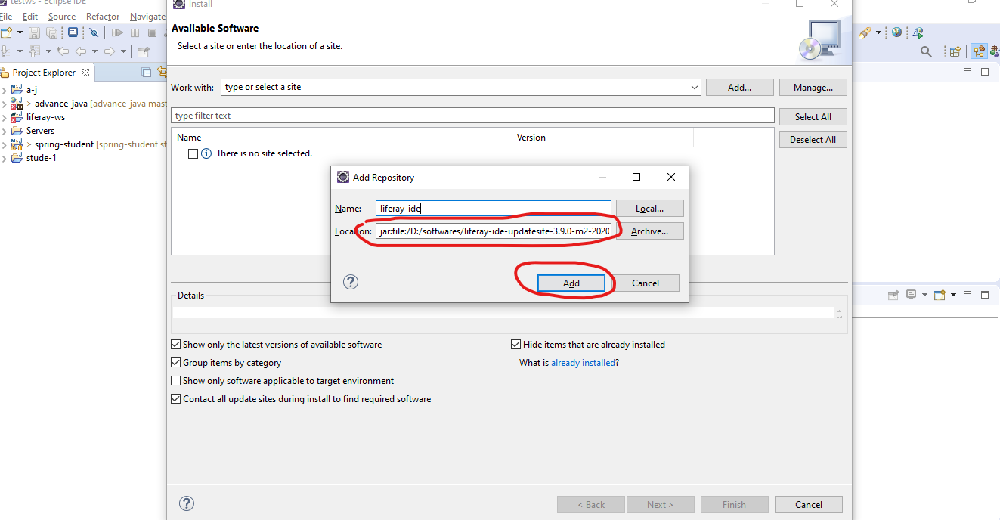 testws - Eclipse IDE
File Edit Source Refactor Navigate
Install
Available Software
Select a site or enter the location of a site.
Project Explorer
a-j
> advance-java [advance-java mast
liferay-ws
Servers
> spring-student [spring-student st
stude-1
Work with: type or select a site Add... Manage...
type filter text Select All
Name Version Deselect All
There is no site selected.
Add Repository
Name: liferay-ide Local...
Location: jar:file:/D:/softwares/liferay-ide-updatesite-3.9.0-m2-2020 Archive...
Add Cancel
Details
Show only the latest versions of available software Hide items that are already installed
Group items by category What is already installed?
Show only software applicable to target environment
Contact all update sites during install to find required software
< Back Next > Finish Cancel